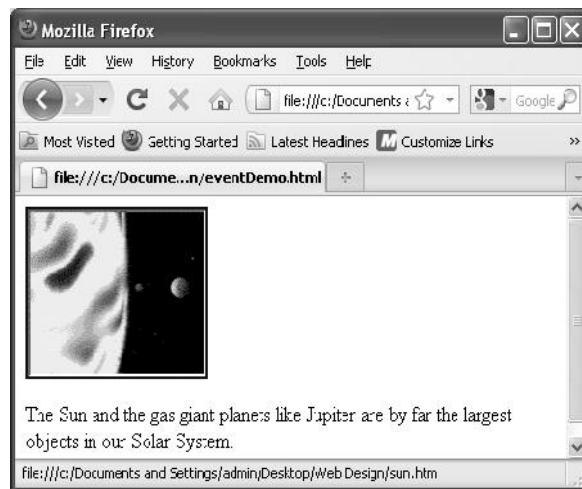 Mozilla Firefox
File Edit View History Bookmarks Tools Help
file:///c:/Documents a Google
Most Visted Getting Started Latest Headlines Customize Links »
file:///c:/Docume...n/eventDemo.html
The Sun and the gas giant planets like Jupiter are by far the largest
objects in our Solar System.
file:///c:/Documents and Settings/admin/Desktop/Web Design/sun.htm